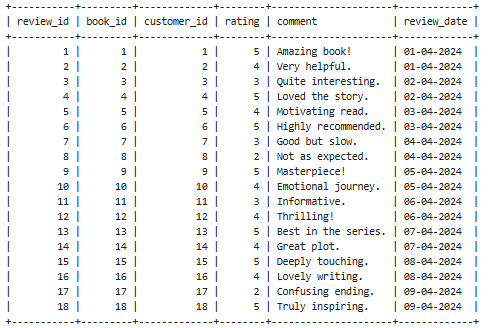 +-----------+---------+-------------+--------+---------------------+-------------+
| review_id | book_id | customer_id | rating | comment             | review_date |
+-----------+---------+-------------+--------+---------------------+-------------+
|         1 |       1 |           1 |      5 | Amazing book!       | 01-04-2024  |
|         2 |       2 |           2 |      4 | Very helpful.       | 01-04-2024  |
|         3 |       3 |           3 |      3 | Quite interesting.  | 02-04-2024  |
|         4 |       4 |           4 |      5 | Loved the story.    | 02-04-2024  |
|         5 |       5 |           5 |      4 | Motivating read.    | 03-04-2024  |
|         6 |       6 |           6 |      5 | Highly recommended. | 03-04-2024  |
|         7 |       7 |           7 |      3 | Good but slow.      | 04-04-2024  |
|         8 |       8 |           8 |      2 | Not as expected.    | 04-04-2024  |
|         9 |       9 |           9 |      5 | Masterpiece!        | 05-04-2024  |
|        10 |      10 |          10 |      4 | Emotional journey.  | 05-04-2024  |
|        11 |      11 |          11 |      3 | Informative.        | 06-04-2024  |
|        12 |      12 |          12 |      4 | Thrilling!          | 06-04-2024  |
|        13 |      13 |          13 |      5 | Best in the series. | 07-04-2024  |
|        14 |      14 |          14 |      4 | Great plot.         | 07-04-2024  |
|        15 |      15 |          15 |      5 | Deeply touching.    | 08-04-2024  |
|        16 |      16 |          16 |      4 | Lovely writing.     | 08-04-2024  |
|        17 |      17 |          17 |      2 | Confusing ending.   | 09-04-2024  |
|        18 |      18 |          18 |      5 | Truly inspiring.    | 09-04-2024  |
+-----------+---------+-------------+--------+---------------------+-------------+